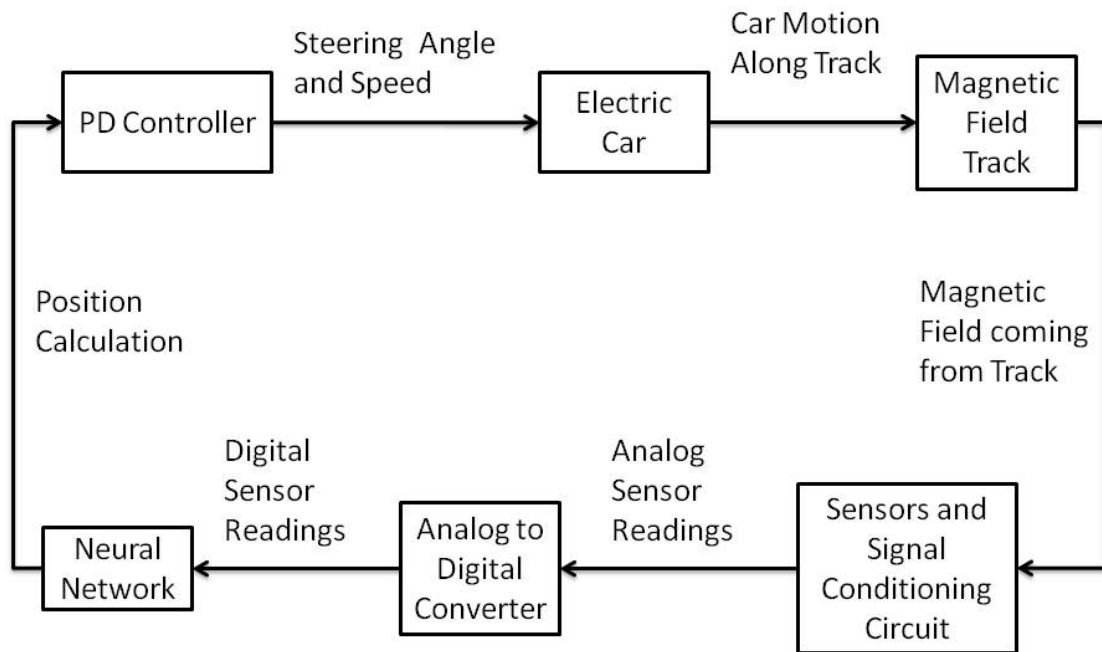 Steering Angle
and Speed
Car Motion
Along Track
PD Controller
Electric
Car
Magnetic
Field
Track
Position
Calculation
Magnetic
Field coming
from Track
Digital
Sensor
Readings
Analog
Sensor
Readings
Neural
Network
Analog to
Digital
Converter
Sensors and
Signal
Conditioning
Circuit